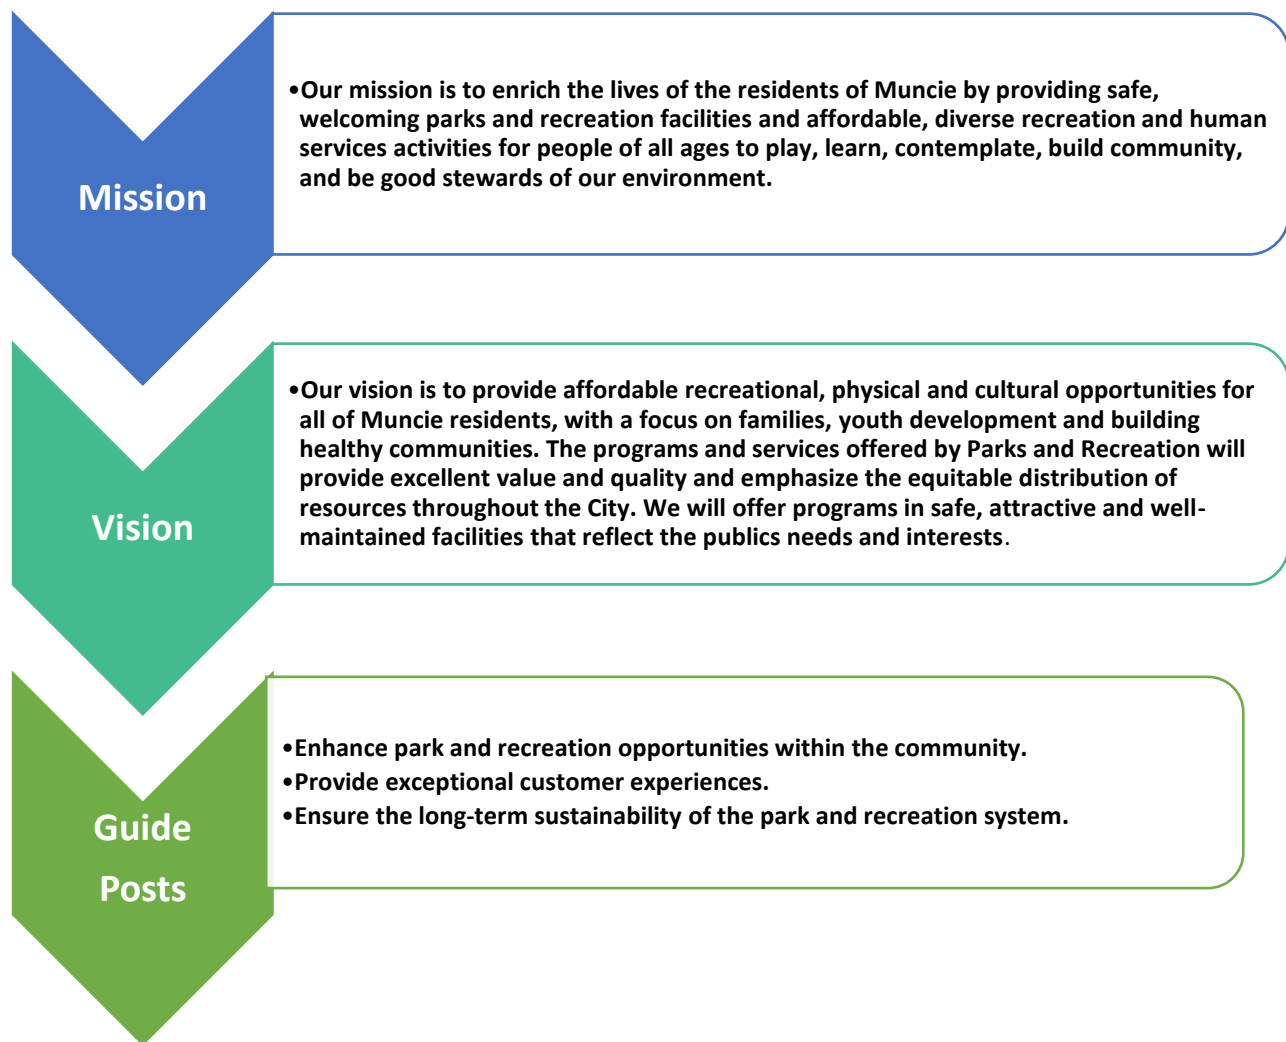 Mission
•Our mission is to enrich the lives of the residents of Muncie by providing safe,
welcoming parks and recreation facilities and affordable, diverse recreation and human
services activities for people of all ages to play, learn, contemplate, build community,
and be good stewards of our environment.
Vision
•Our vision is to provide affordable recreational, physical and cultural opportunities for
all of Muncie residents, with a focus on families, youth development and building
healthy communities. The programs and services offered by Parks and Recreation will
provide excellent value and quality and emphasize the equitable distribution of
resources throughout the City. We will offer programs in safe, attractive and well-
maintained facilities that reflect the publics needs and interests.
Guide
Posts
•Enhance park and recreation opportunities within the community.
•Provide exceptional customer experiences.
•Ensure the long-term sustainability of the park and recreation system.